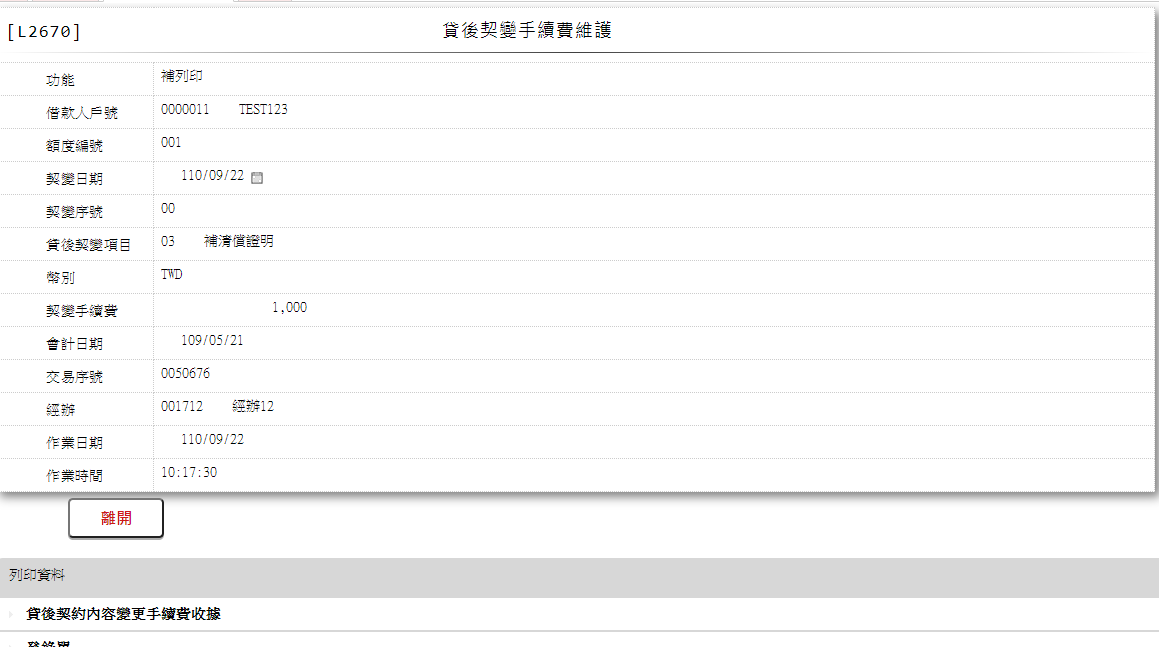 [L2670] 貸後契變手續費維護
功能 補列印
借款人戶號 0000011 TEST123
額度編號 001
契變日期 110/09/22
契變序號 00
貸後契變項目 03 補清償證明
幣別 TWD
契變手續費 1,000
會計日期 109/05/21
交易序號 0050676
經辦 001712 經辦12
作業日期 110/09/22
作業時間 10:17:30
離開
列印資料
貸後契約內容變更手續費收據